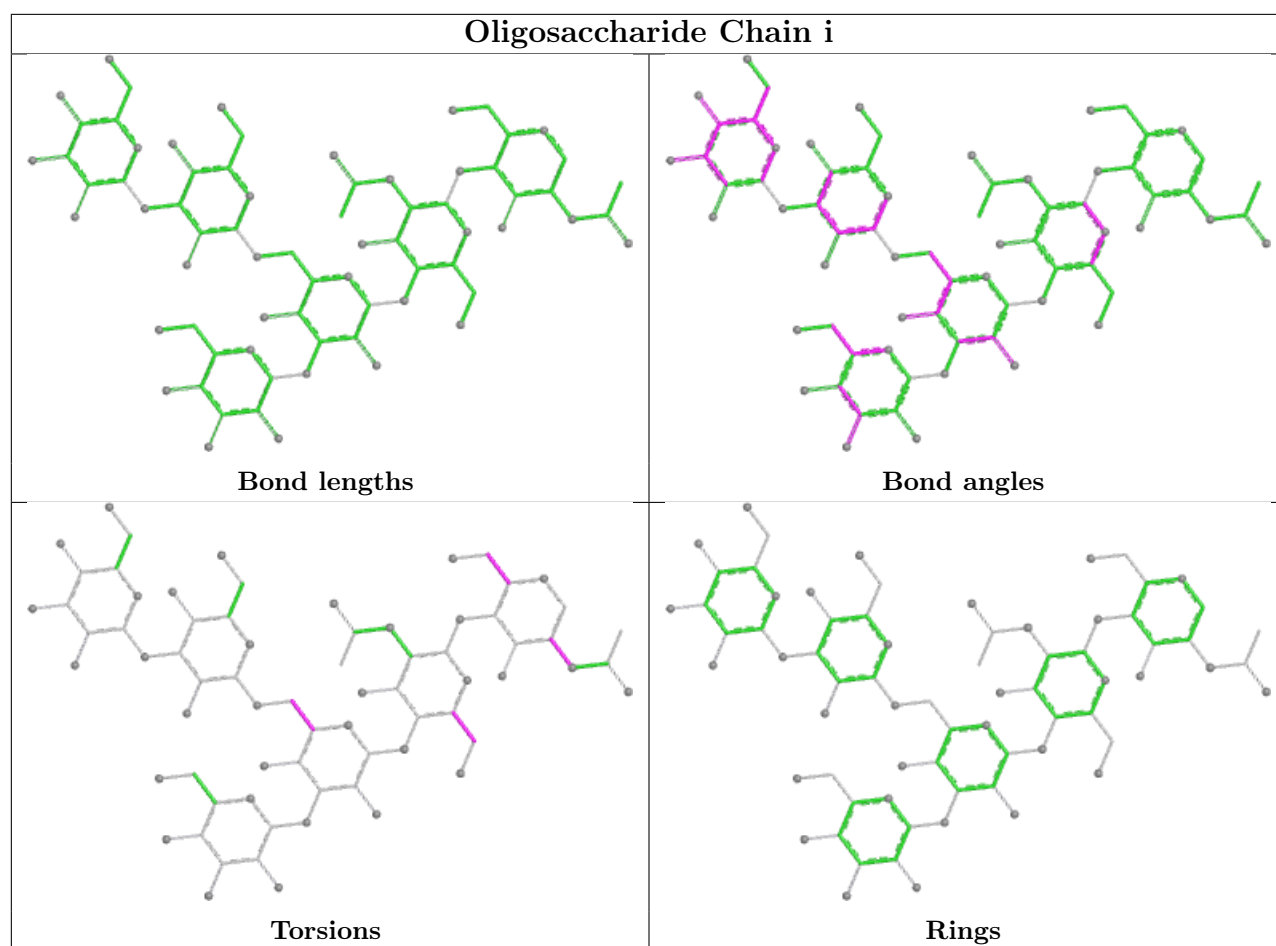 Oligosaccharide Chain i
Bond lengths
Bond angles
Torsions
Rings